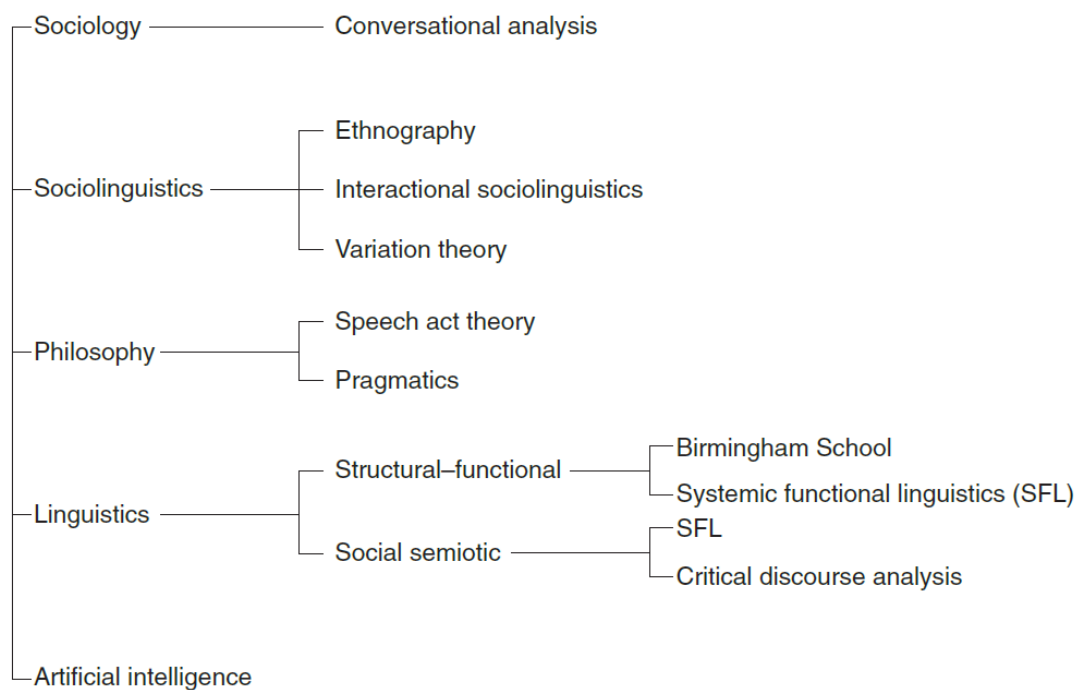 Sociology
Conversational analysis
Ethnography
Sociolinguistics
Interactional sociolinguistics
Variation theory
Speech act theory
Philosophy
Pragmatics
Birmingham School
Structural–functional
Systemic functional linguistics (SFL)
Linguistics
SFL
Social semiotic
Critical discourse analysis
Artificial intelligence